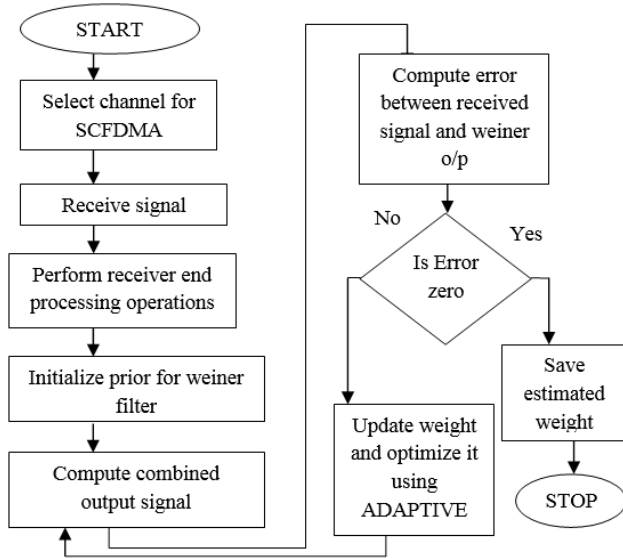 START
Select channel for
SCFDMA
Receive signal
Perform receiver end
processing operations
Initialize prior for weiner
filter
Compute combined
output signal
Compute error
between received
signal and weiner
o/p
No
Yes
Is Error
zero
Update weight
and optimize it
using
ADAPTIVE
Save
estimated
weight
STOP